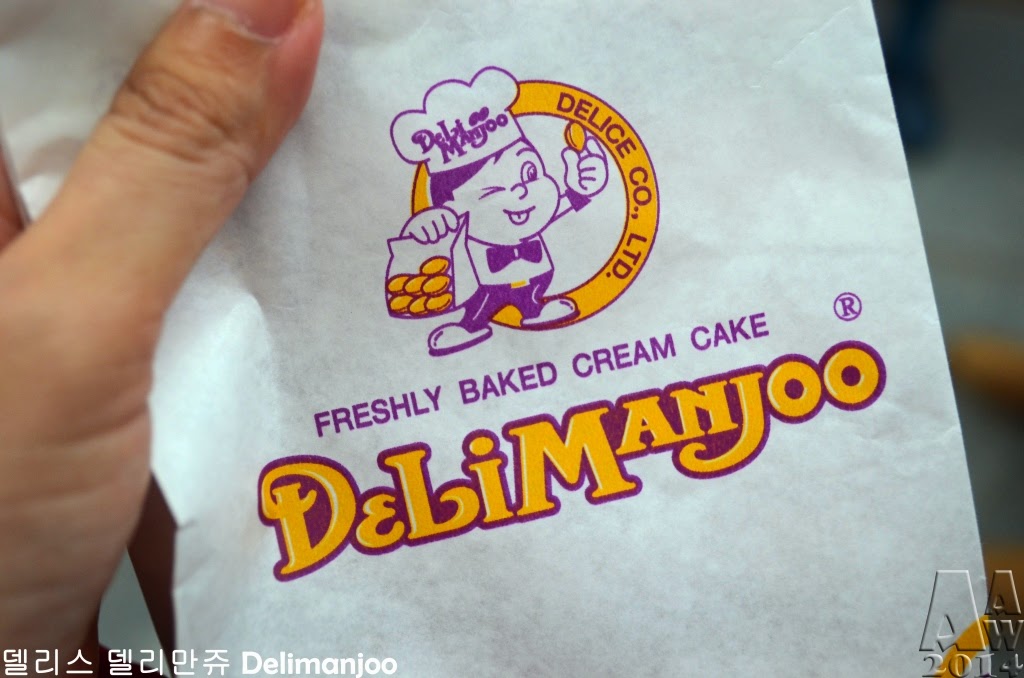 DELi MANJOO
DELICE CO., LTD.
®
FRESHLY BAKED CREAM CAKE
DELiMANJOO
델리스 델리만쥬 Delimanjoo
AAW
2014